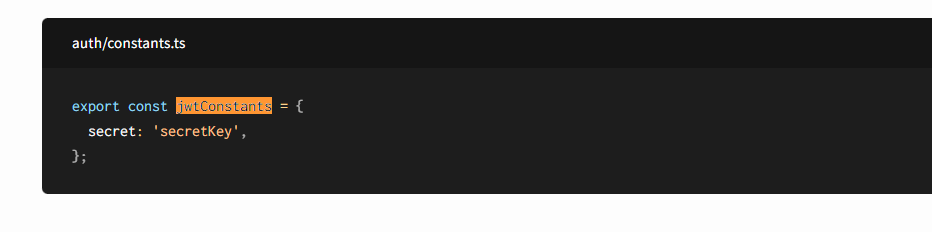 auth/constants.ts
export const jwtConstants = {
  secret: 'secretKey',
};